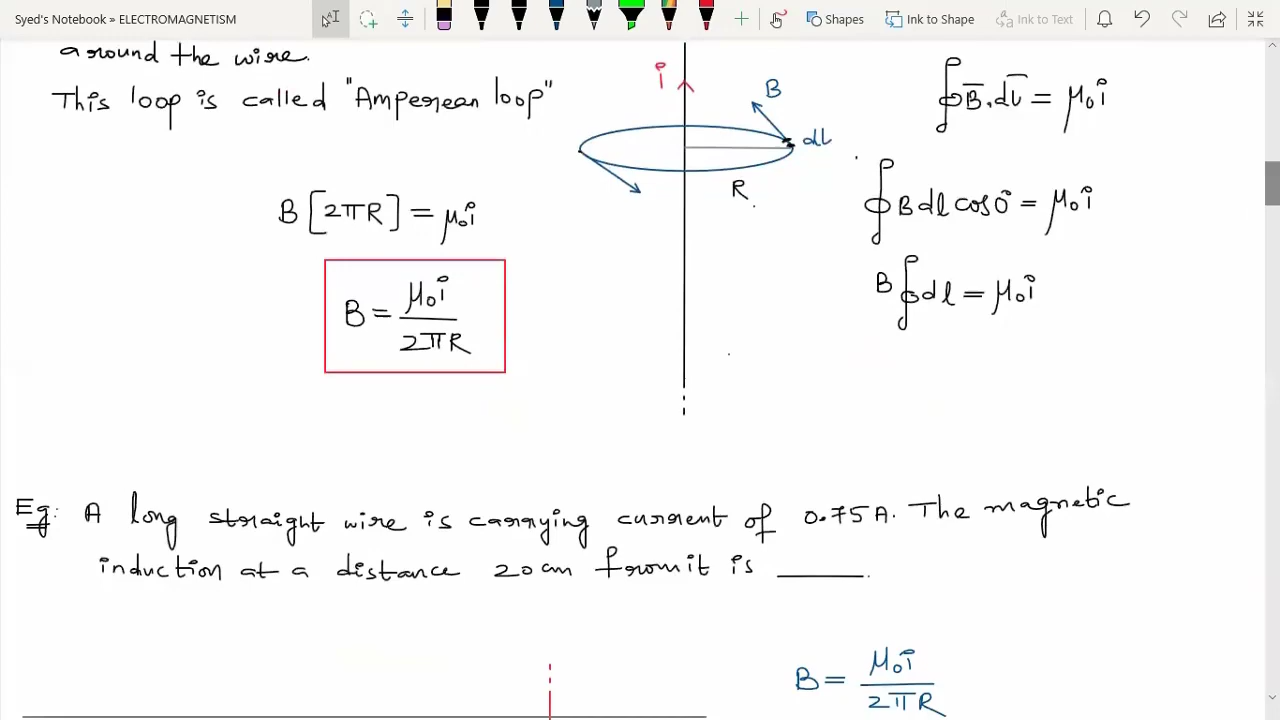 Syed's Notebook » ELECTROMAGNETISM
Shapes
Ink to Shape
Ink to Text
around the wire.
This loop is called "Amperean loop"
i
B
dl
R
∮B̅.dl̅ = μ₀i
∮B dl cos0° = μ₀i
B∮dl = μ₀i
B[2πR] = μ₀i
B = μ₀i / 2πR
Eg: A long straight wire is carrying current of 0.75A. The magnetic
induction at a distance 20cm from it is _____.
B = μ₀i / 2πR